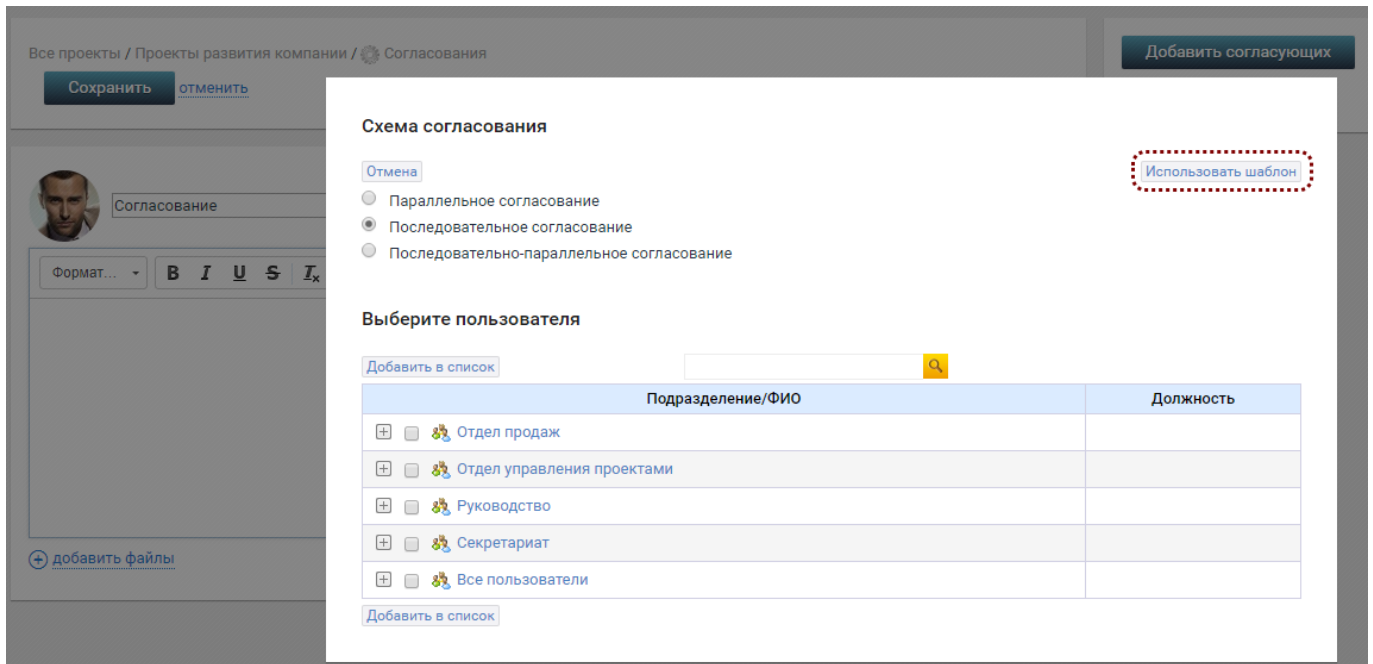 Все проекты / Проекты развития компании / Согласования
Добавить согласующих
Сохранить отменить
Схема согласования
Отмена
Использовать шаблон
Параллельное согласование
Последовательное согласование
Последовательно-параллельное согласование
Согласование
Формат...
B I U S Ix
добавить файлы
Выберите пользователя
Добавить в список
Подразделение/ФИО Должность
Отдел продаж
Отдел управления проектами
Руководство
Секретариат
Все пользователи
Добавить в список